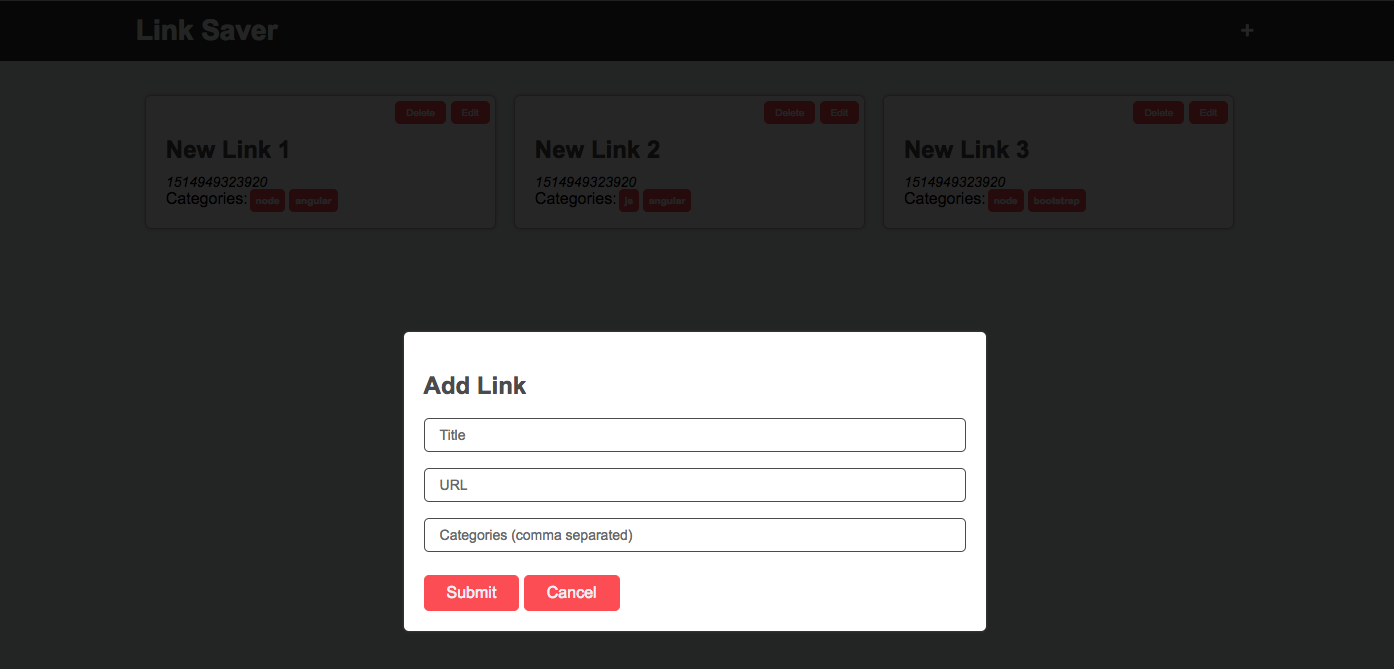 Link Saver +
Delete Edit Delete Edit Delete Edit
New Link 1 New Link 2 New Link 3
1514949323920 1514949323920 1514949323920
Categories: node angular Categories: js angular Categories: node bootstrap
Add Link
Title
URL
Categories (comma separated)
Submit Cancel